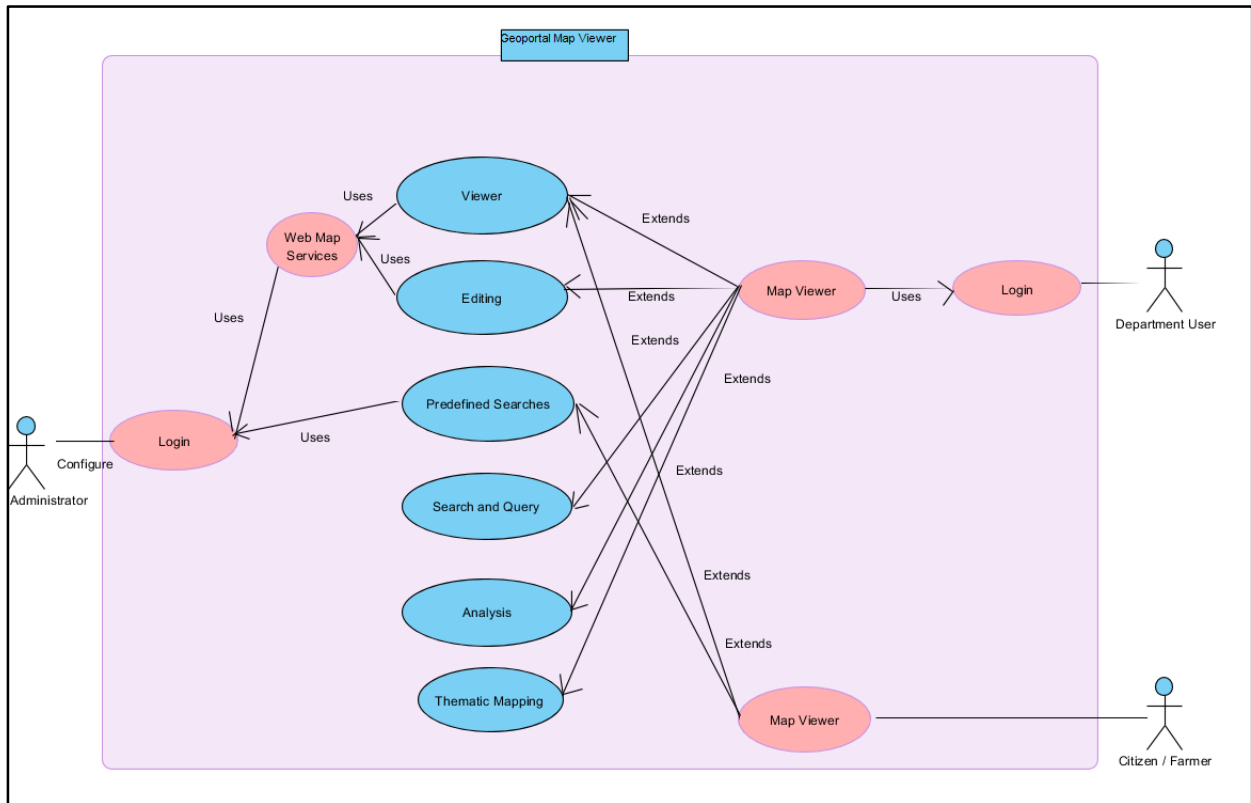 Geoportal Map Viewer
Viewer
Uses
Extends
Web Map
Services
Uses
Editing
Extends
Map Viewer
Uses
Login
Department User
Uses
Extends
Extends
Predefined Searches
Login
Uses
Configure
Administrator
Extends
Search and Query
Extends
Analysis
Extends
Thematic Mapping
Map Viewer
Citizen / Farmer